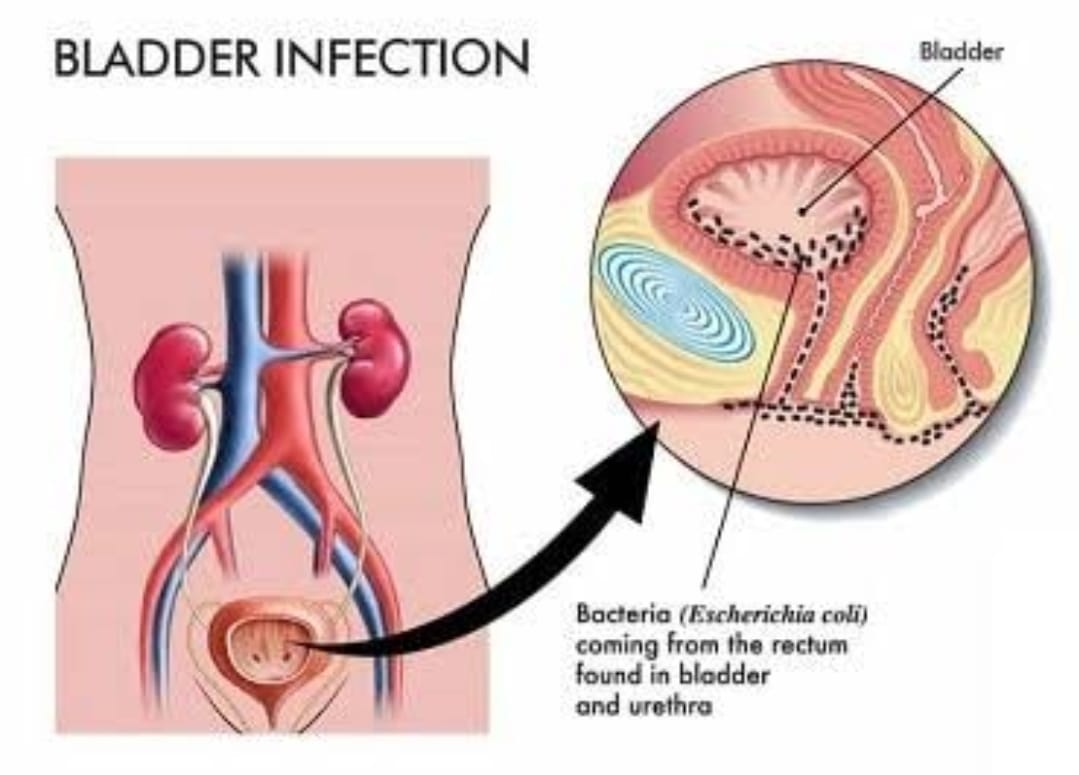 BLADDER INFECTION
Bladder
Bacteria (Escherichia coli)
coming from the rectum
found in bladder
and urethra